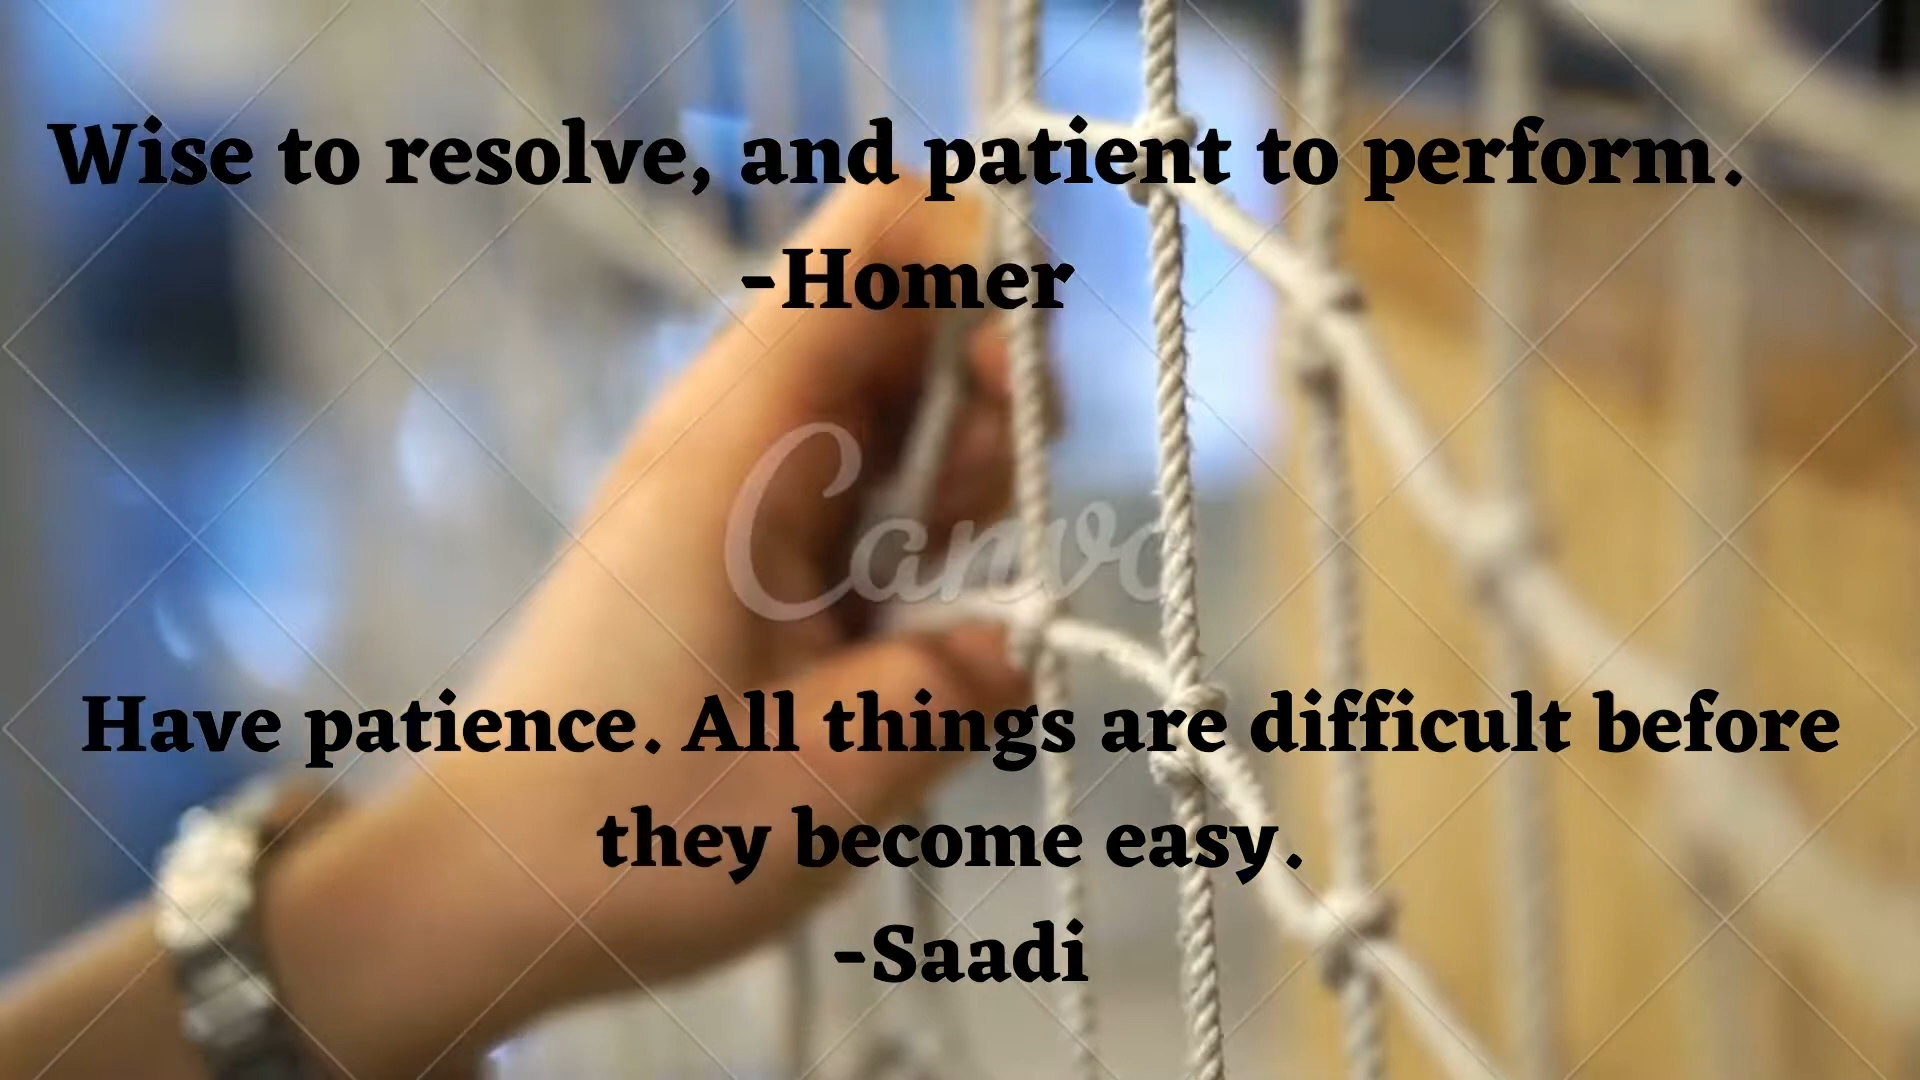 Wise to resolve, and patient to perform.
-Homer
Canva
Have patience. All things are difficult before
they become easy.
-Saadi